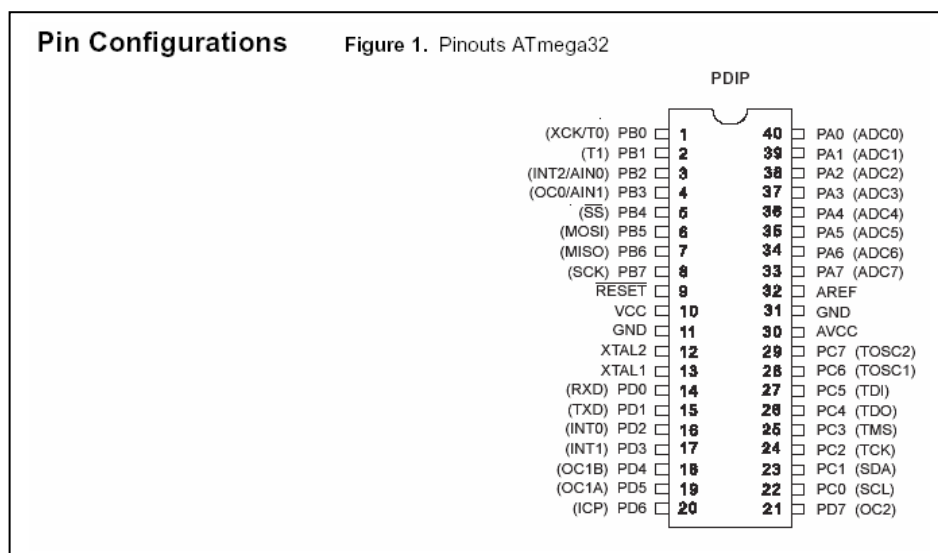 Pin Configurations Figure 1. Pinouts ATmega32
PDIP
(XCK/T0) PB0 1 40 PA0 (ADC0)
(T1) PB1 2 39 PA1 (ADC1)
(INT2/AIN0) PB2 3 38 PA2 (ADC2)
(OC0/AIN1) PB3 4 37 PA3 (ADC3)
(S̅S̅) PB4 5 36 PA4 (ADC4)
(MOSI) PB5 6 35 PA5 (ADC5)
(MISO) PB6 7 34 PA6 (ADC6)
(SCK) PB7 8 33 PA7 (ADC7)
R̅E̅S̅E̅T̅ 9 32 AREF
VCC 10 31 GND
GND 11 30 AVCC
XTAL2 12 29 PC7 (TOSC2)
XTAL1 13 28 PC6 (TOSC1)
(RXD) PD0 14 27 PC5 (TDI)
(TXD) PD1 15 26 PC4 (TDO)
(INT0) PD2 16 25 PC3 (TMS)
(INT1) PD3 17 24 PC2 (TCK)
(OC1B) PD4 18 23 PC1 (SDA)
(OC1A) PD5 19 22 PC0 (SCL)
(ICP) PD6 20 21 PD7 (OC2)